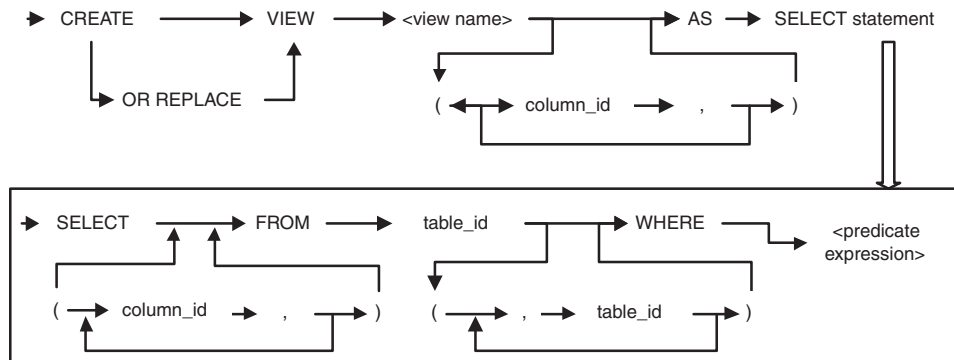 CREATE VIEW <view name> AS SELECT statement
OR REPLACE
( column_id , )
SELECT FROM table_id WHERE <predicate
expression>
( column_id , ) ( , table_id )